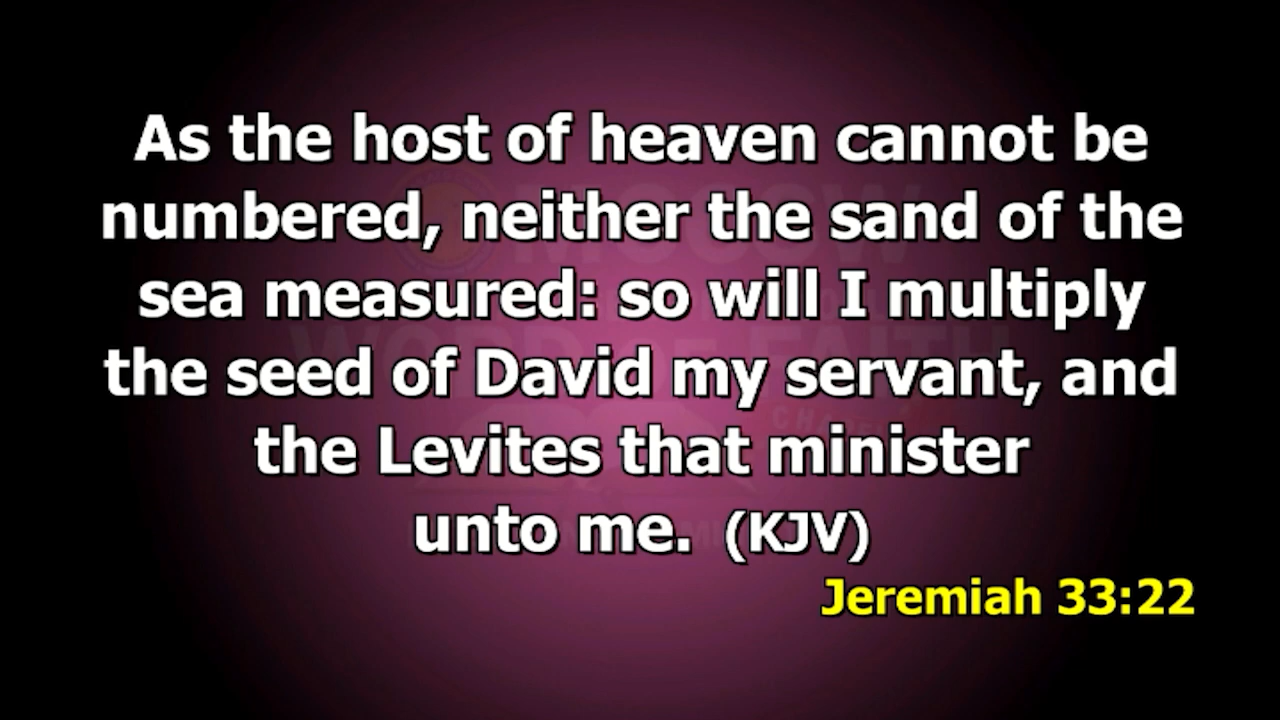 As the host of heaven cannot be
numbered, neither the sand of the
sea measured: so will I multiply
the seed of David my servant, and
the Levites that minister
unto me. (KJV)
Jeremiah 33:22